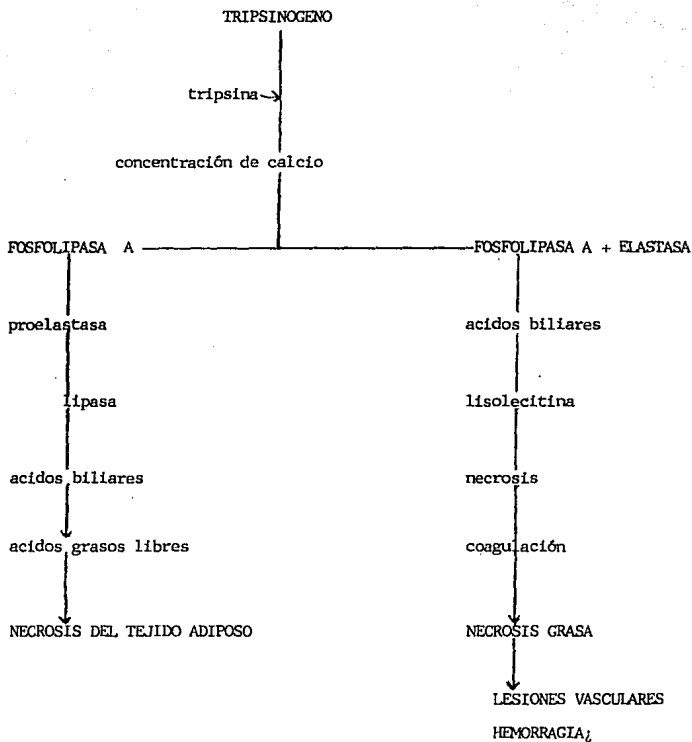 TRIPSINOGENO
tripsina
concentración de calcio
FOSFOLIPASA A
FOSFOLIPASA A + ELASTASA
proelastasa
acidos biliares
lipasa
lisolecitina
acidos biliares
necrosis
acidos grasos libres
coagulación
NECROSIS DEL TEJIDO ADIPOSO
NECROSIS GRASA
LESIONES VASCULARES
HEMORRAGIA¿